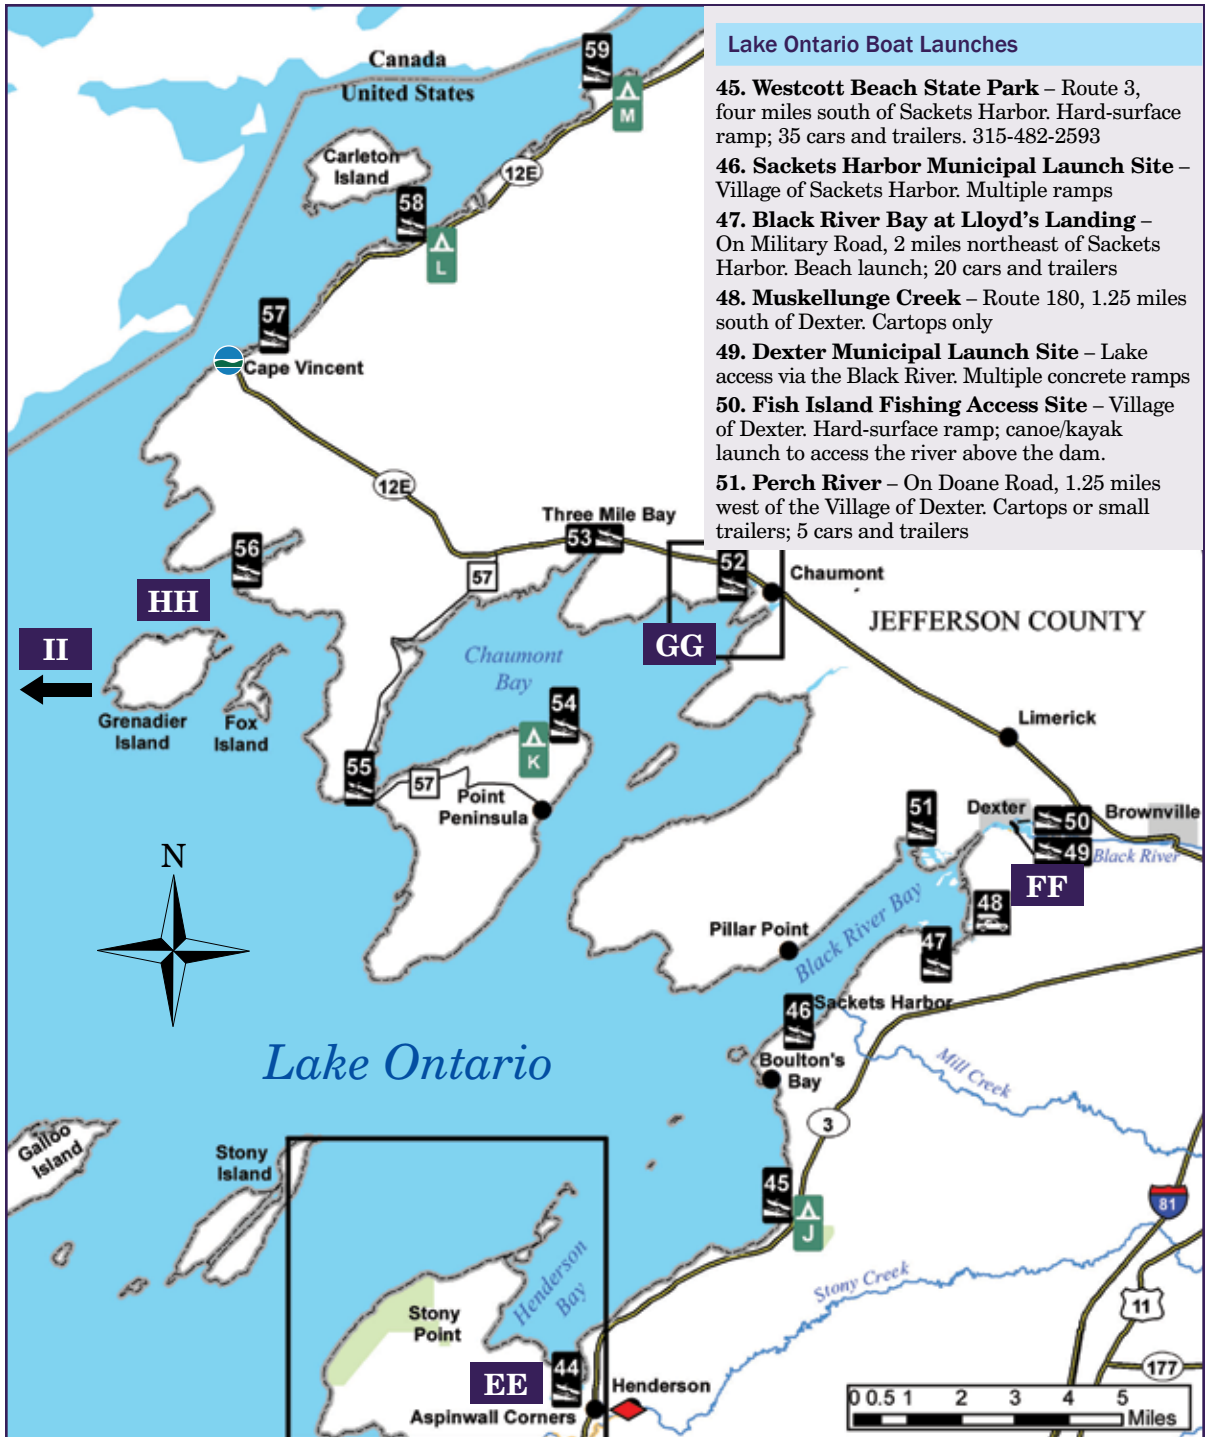 Lake Ontario Boat Launches
45. Westcott Beach State Park – Route 3,
four miles south of Sackets Harbor. Hard-surface
ramp; 35 cars and trailers. 315-482-2593
46. Sackets Harbor Municipal Launch Site –
Village of Sackets Harbor. Multiple ramps
47. Black River Bay at Lloyd's Landing –
On Military Road, 2 miles northeast of Sackets
Harbor. Beach launch; 20 cars and trailers
48. Muskellunge Creek – Route 180, 1.25 miles
south of Dexter. Cartops only
49. Dexter Municipal Launch Site – Lake
access via the Black River. Multiple concrete ramps
50. Fish Island Fishing Access Site – Village
of Dexter. Hard-surface ramp; canoe/kayak
launch to access the river above the dam.
51. Perch River – On Doane Road, 1.25 miles
west of the Village of Dexter. Cartops or small
trailers; 5 cars and trailers
59
Canada
United States
M
Carleton
Island
12E
58
L
57
Cape Vincent
12E
Three Mile Bay
53
56
57
52
Chaumont
HH
JEFFERSON COUNTY
GG
II
Chaumont
Bay
54
Grenadier
Island
Fox
Island
Limerick
K
55
57
Point
Peninsula
51
Dexter
50
Brownville
49
Black River
N
FF
48
Black River Bay
Pillar Point
47
46
Sackets Harbor
Lake Ontario
Boulton's
Bay
Mill Creek
3
Galloo
Island
Stony
Island
45
J
81
Henderson
Bay
Stony Creek
Stony
Point
11
44
EE
177
Henderson
Aspinwall Corners
0 0.5 1 2 3 4 5
Miles